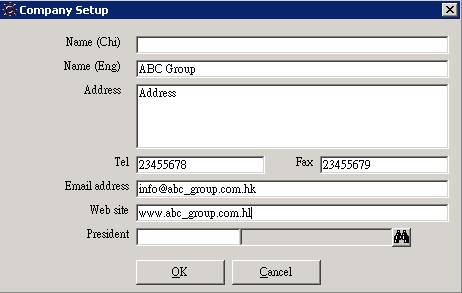 Company Setup
Name (Chi)
Name (Eng) ABC Group
Address Address
Tel 23455678 Fax 23455679
Email address info@abc_group.com.hk
Web site www.abc_group.com.hl
President
OK Cancel